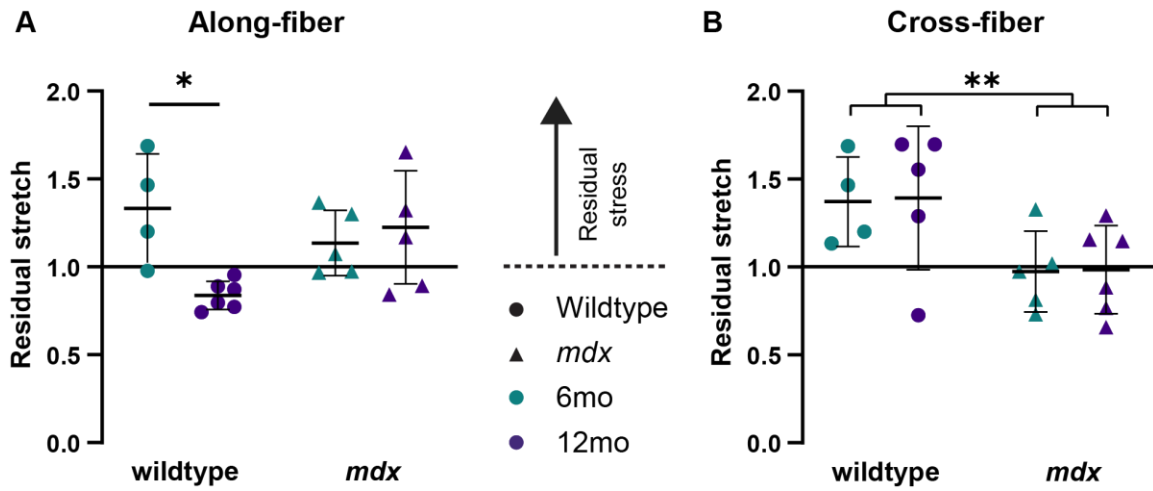 A
Along-fiber
Residual stretch
2.0
1.5
1.0
0.5
0.0
*
wildtype
mdx
Residual
stress
Wildtype
mdx
6mo
12mo
B
Cross-fiber
Residual stretch
2.0
1.5
1.0
0.5
0.0
**
wildtype
mdx